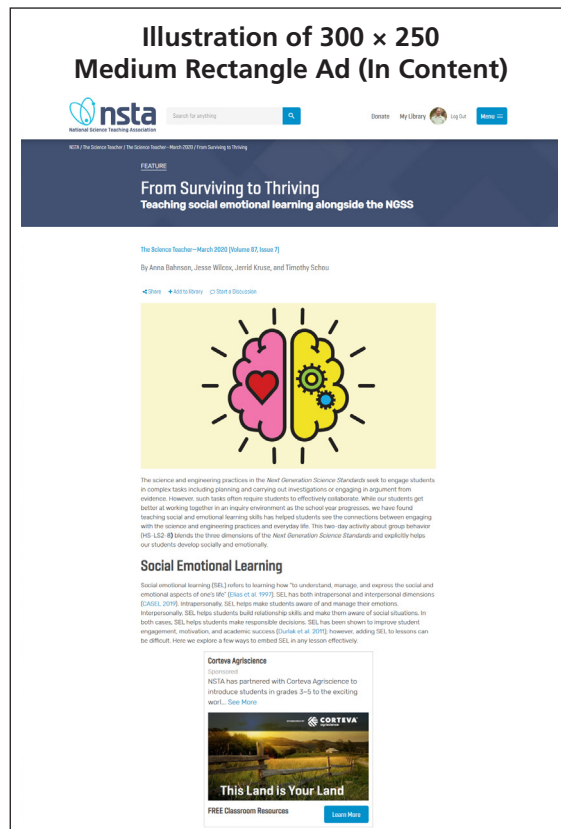 Illustration of 300 × 250
Medium Rectangle Ad (In Content)
nsta
National Science Teaching Association
Search for anything
Donate
My Library
Log Out
Menu
NSTA / The Science Teacher / The Science Teacher—March 2020 / From Surviving to Thriving
FEATURE
From Surviving to Thriving
Teaching social emotional learning alongside the NGSS
The Science Teacher—March 2020 (Volume 87, Issue 7)
By Anna Bahnson, Jesse Wilcox, Jerrid Kruse, and Timothy Schou
Share
Add to library
Start a Discussion
The science and engineering practices in the Next Generation Science Standards seek to engage students
in complex tasks including planning and carrying out investigations or engaging in argument from
evidence. However, such tasks often require students to effectively collaborate. While our students get
better at working together in an inquiry environment as the school year progresses, we have found
teaching social and emotional learning skills has helped students see the connections between engaging
with the science and engineering practices and everyday life. This two-day activity about group behavior
(HS-LS2-8) blends the three dimensions of the Next Generation Science Standards and explicitly helps
our students develop socially and emotionally.
Social Emotional Learning
Social emotional learning (SEL) refers to learning how "to understand, manage, and express the social and
emotional aspects of one's life" (Elias et al. 1997). SEL has both intrapersonal and interpersonal dimensions
(CASEL 2019). Intrapersonally, SEL helps make students aware of and manage their emotions.
Interpersonally, SEL helps students build relationship skills and make them aware of social situations. In
both cases, SEL helps students make responsible decisions. SEL has been shown to improve student
engagement, motivation, and academic success (Durlak et al. 2011); however, adding SEL to lessons can
be difficult. Here we explore a few ways to embed SEL in any lesson effectively.
Corteva Agriscience
Sponsored
NSTA has partnered with Corteva Agriscience to
introduce students in grades 3–5 to the exciting
worl... See More
SPONSORED BY
CORTEVA
agriscience
This Land is Your Land
FREE Classroom Resources
Learn More